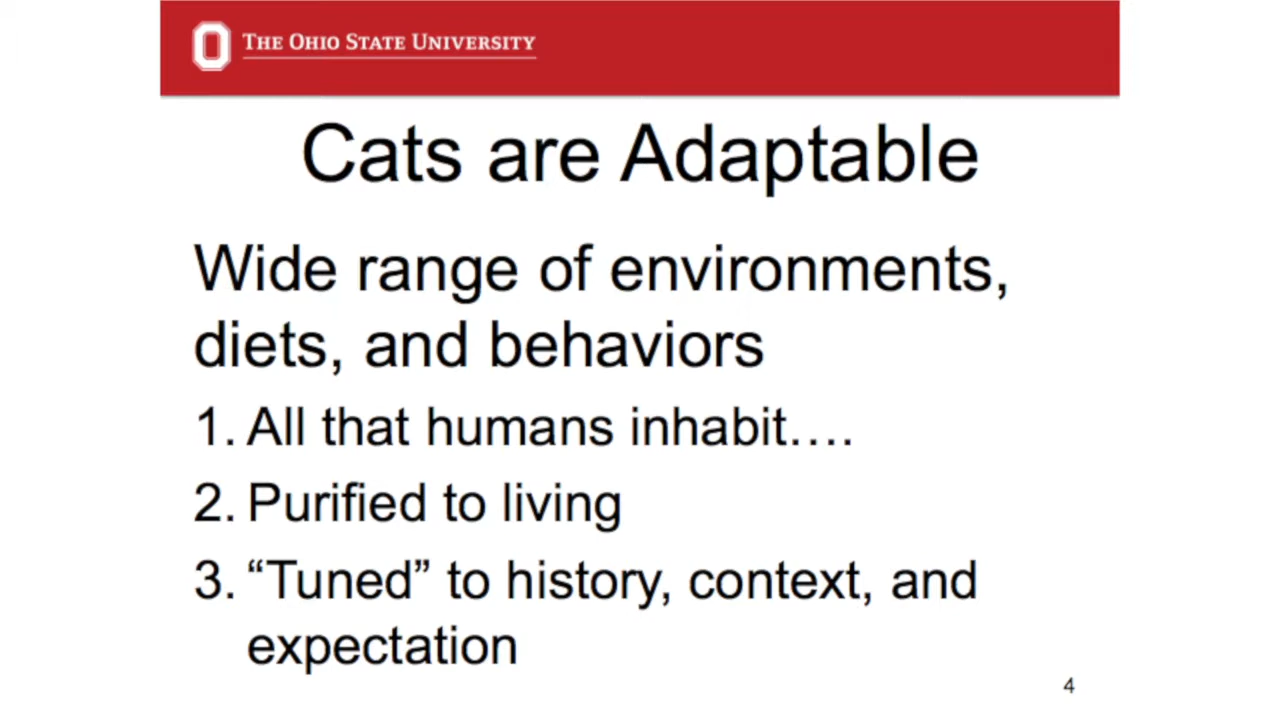 THE OHIO STATE UNIVERSITY
Cats are Adaptable
Wide range of environments,
diets, and behaviors
1. All that humans inhabit….
2. Purified to living
3. “Tuned” to history, context, and
expectation
4